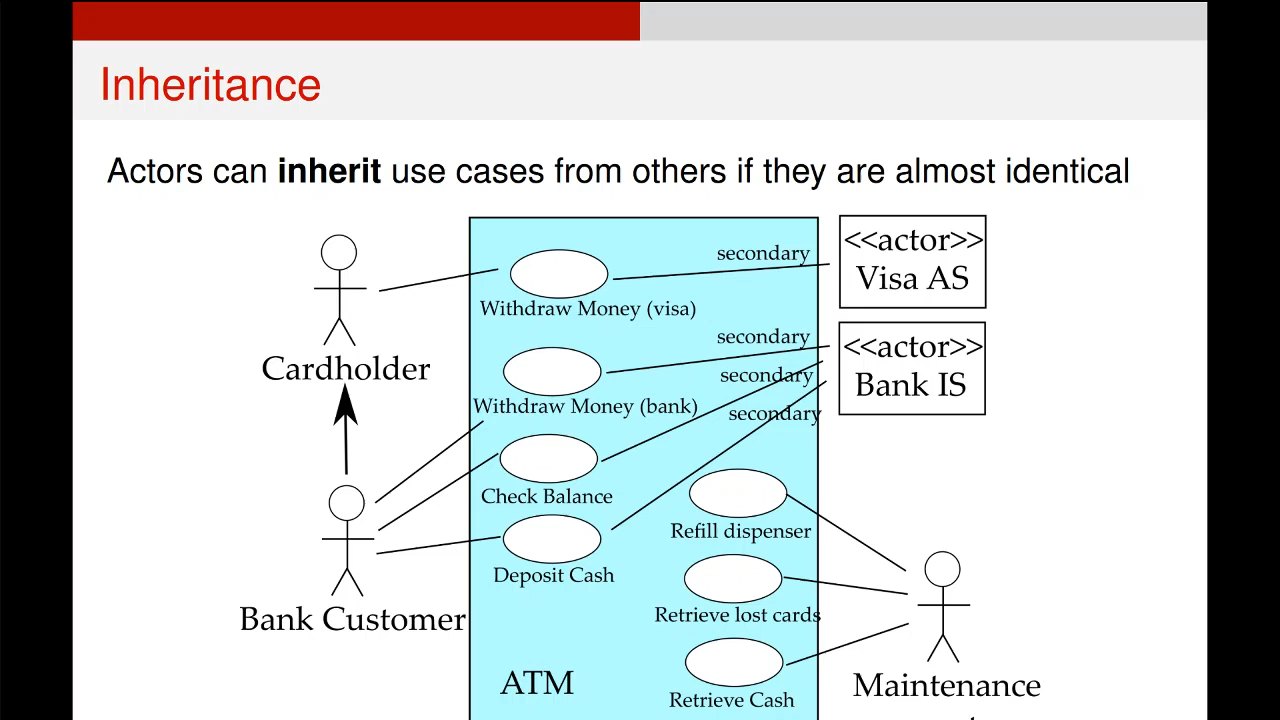 Inheritance
Actors can inherit use cases from others if they are almost identical
secondary
<<actor>>
Visa AS
Withdraw Money (visa)
secondary
<<actor>>
Cardholder
secondary
Bank IS
Withdraw Money (bank)
secondary
Check Balance
Refill dispenser
Deposit Cash
Bank Customer
Retrieve lost cards
ATM
Maintenance
Retrieve Cash